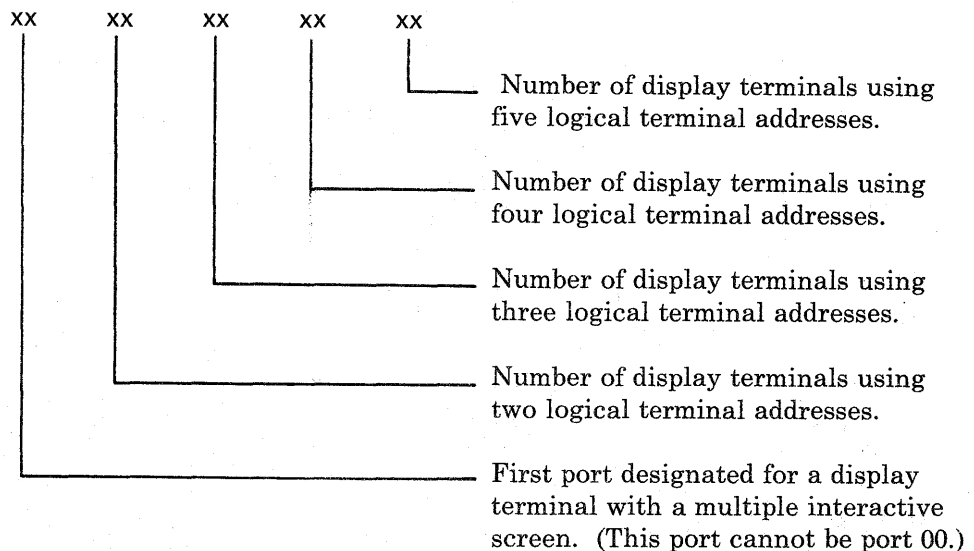 xx xx xx xx xx
Number of display terminals using
five logical terminal addresses.
Number of display terminals using
four logical terminal addresses.
Number of display terminals using
three logical terminal addresses.
Number of display terminals using
two logical terminal addresses.
First port designated for a display
terminal with a multiple interactive
screen. (This port cannot be port 00.)